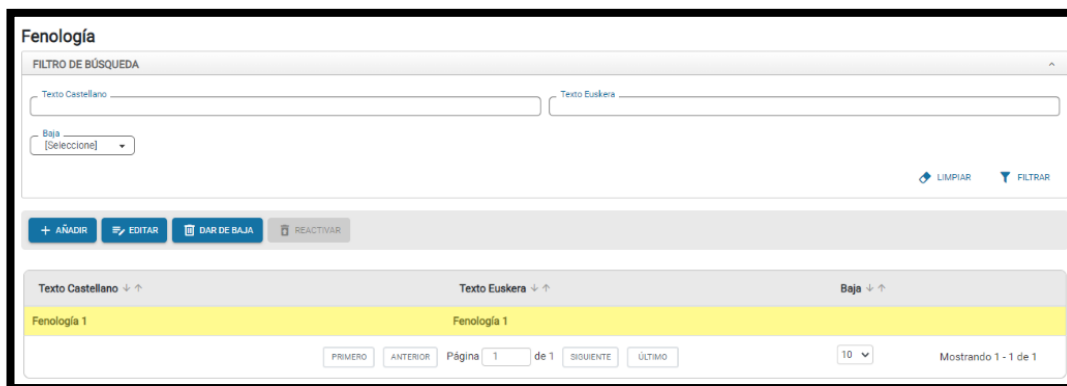 Fenología
FILTRO DE BÚSQUEDA
Texto Castellano Texto Euskera
Baja
[Seleccione]
LIMPIAR FILTRAR
AÑADIR EDITAR DAR DE BAJA REACTIVAR
Texto Castellano Texto Euskera Baja
Fenología 1 Fenología 1
PRIMERO ANTERIOR Página 1 de 1 SIGUIENTE ÚLTIMO 10 Mostrando 1 - 1 de 1